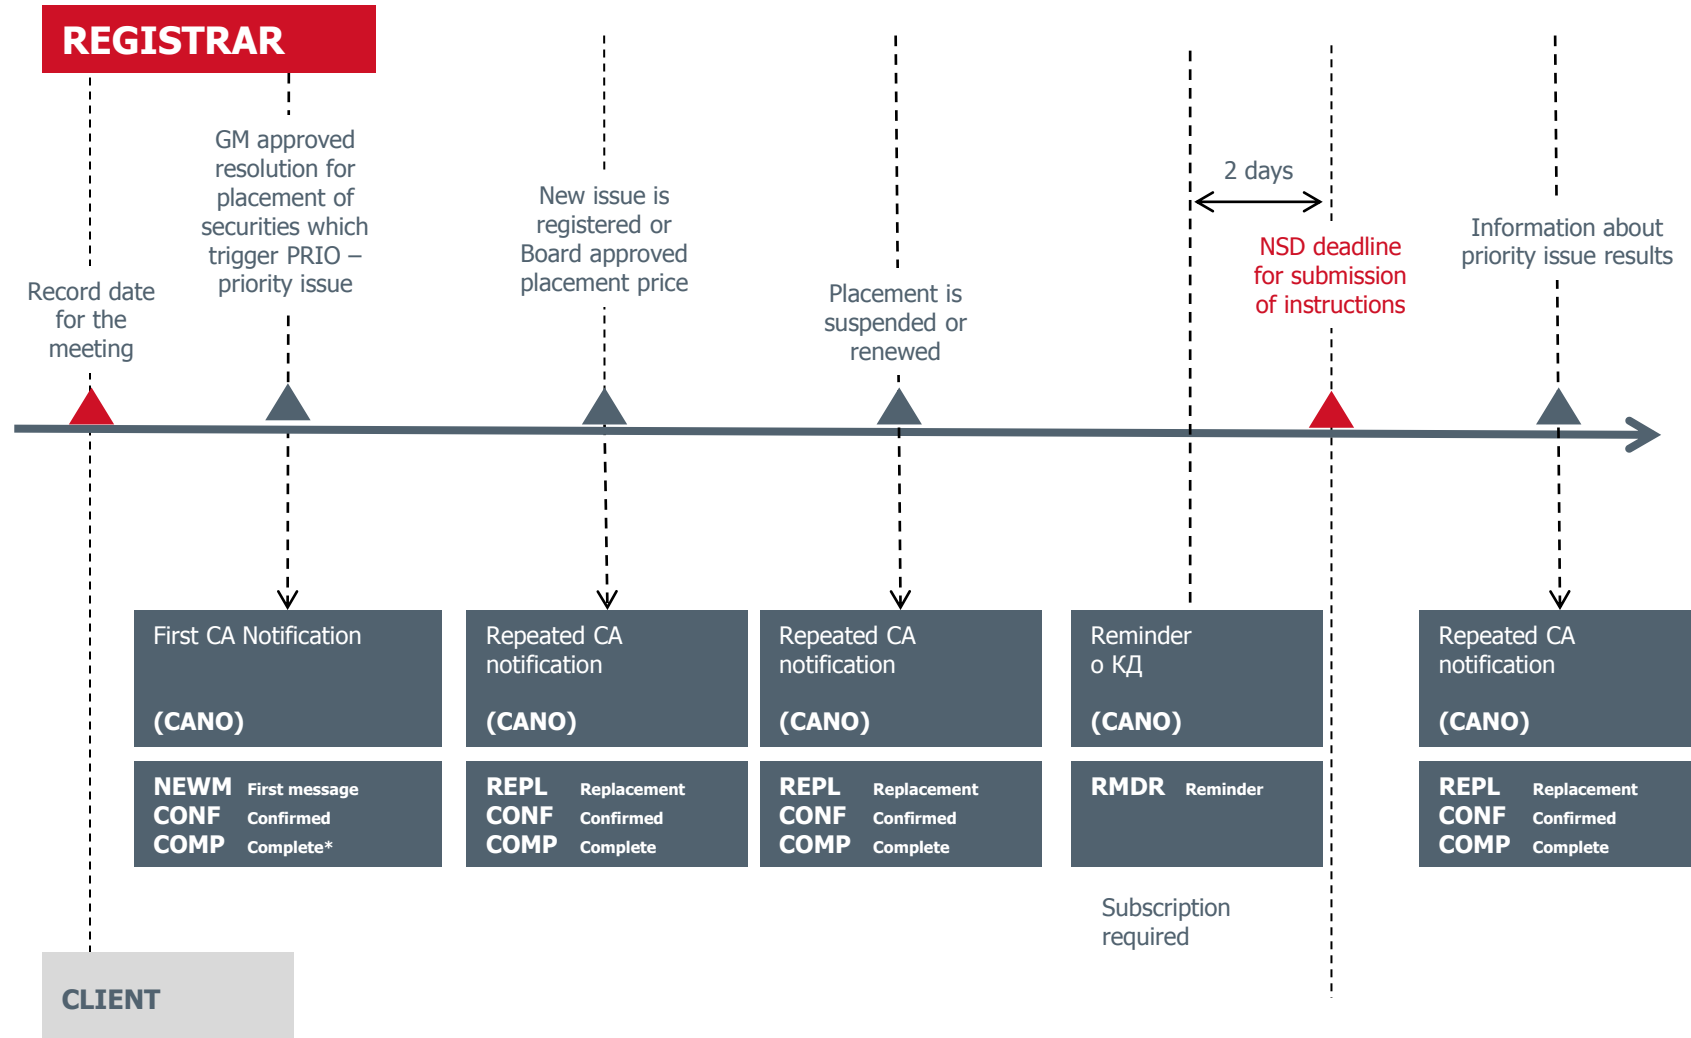 REGISTRAR
Record date
for the
meeting
GM approved
resolution for
placement of
securities which
trigger PRIO –
priority issue
New issue is
registered or
Board approved
placement price
Placement is
suspended or
renewed
2 days
NSD deadline
for submission
of instructions
Information about
priority issue results
First CA Notification
(CANO)
NEWM First message
CONF Confirmed
COMP Complete*
Repeated CA
notification
(CANO)
REPL Replacement
CONF Confirmed
COMP Complete
Repeated CA
notification
(CANO)
REPL Replacement
CONF Confirmed
COMP Complete
Reminder
о КД
(CANO)
RMDR Reminder
Subscription
required
Repeated CA
notification
(CANO)
REPL Replacement
CONF Confirmed
COMP Complete
CLIENT